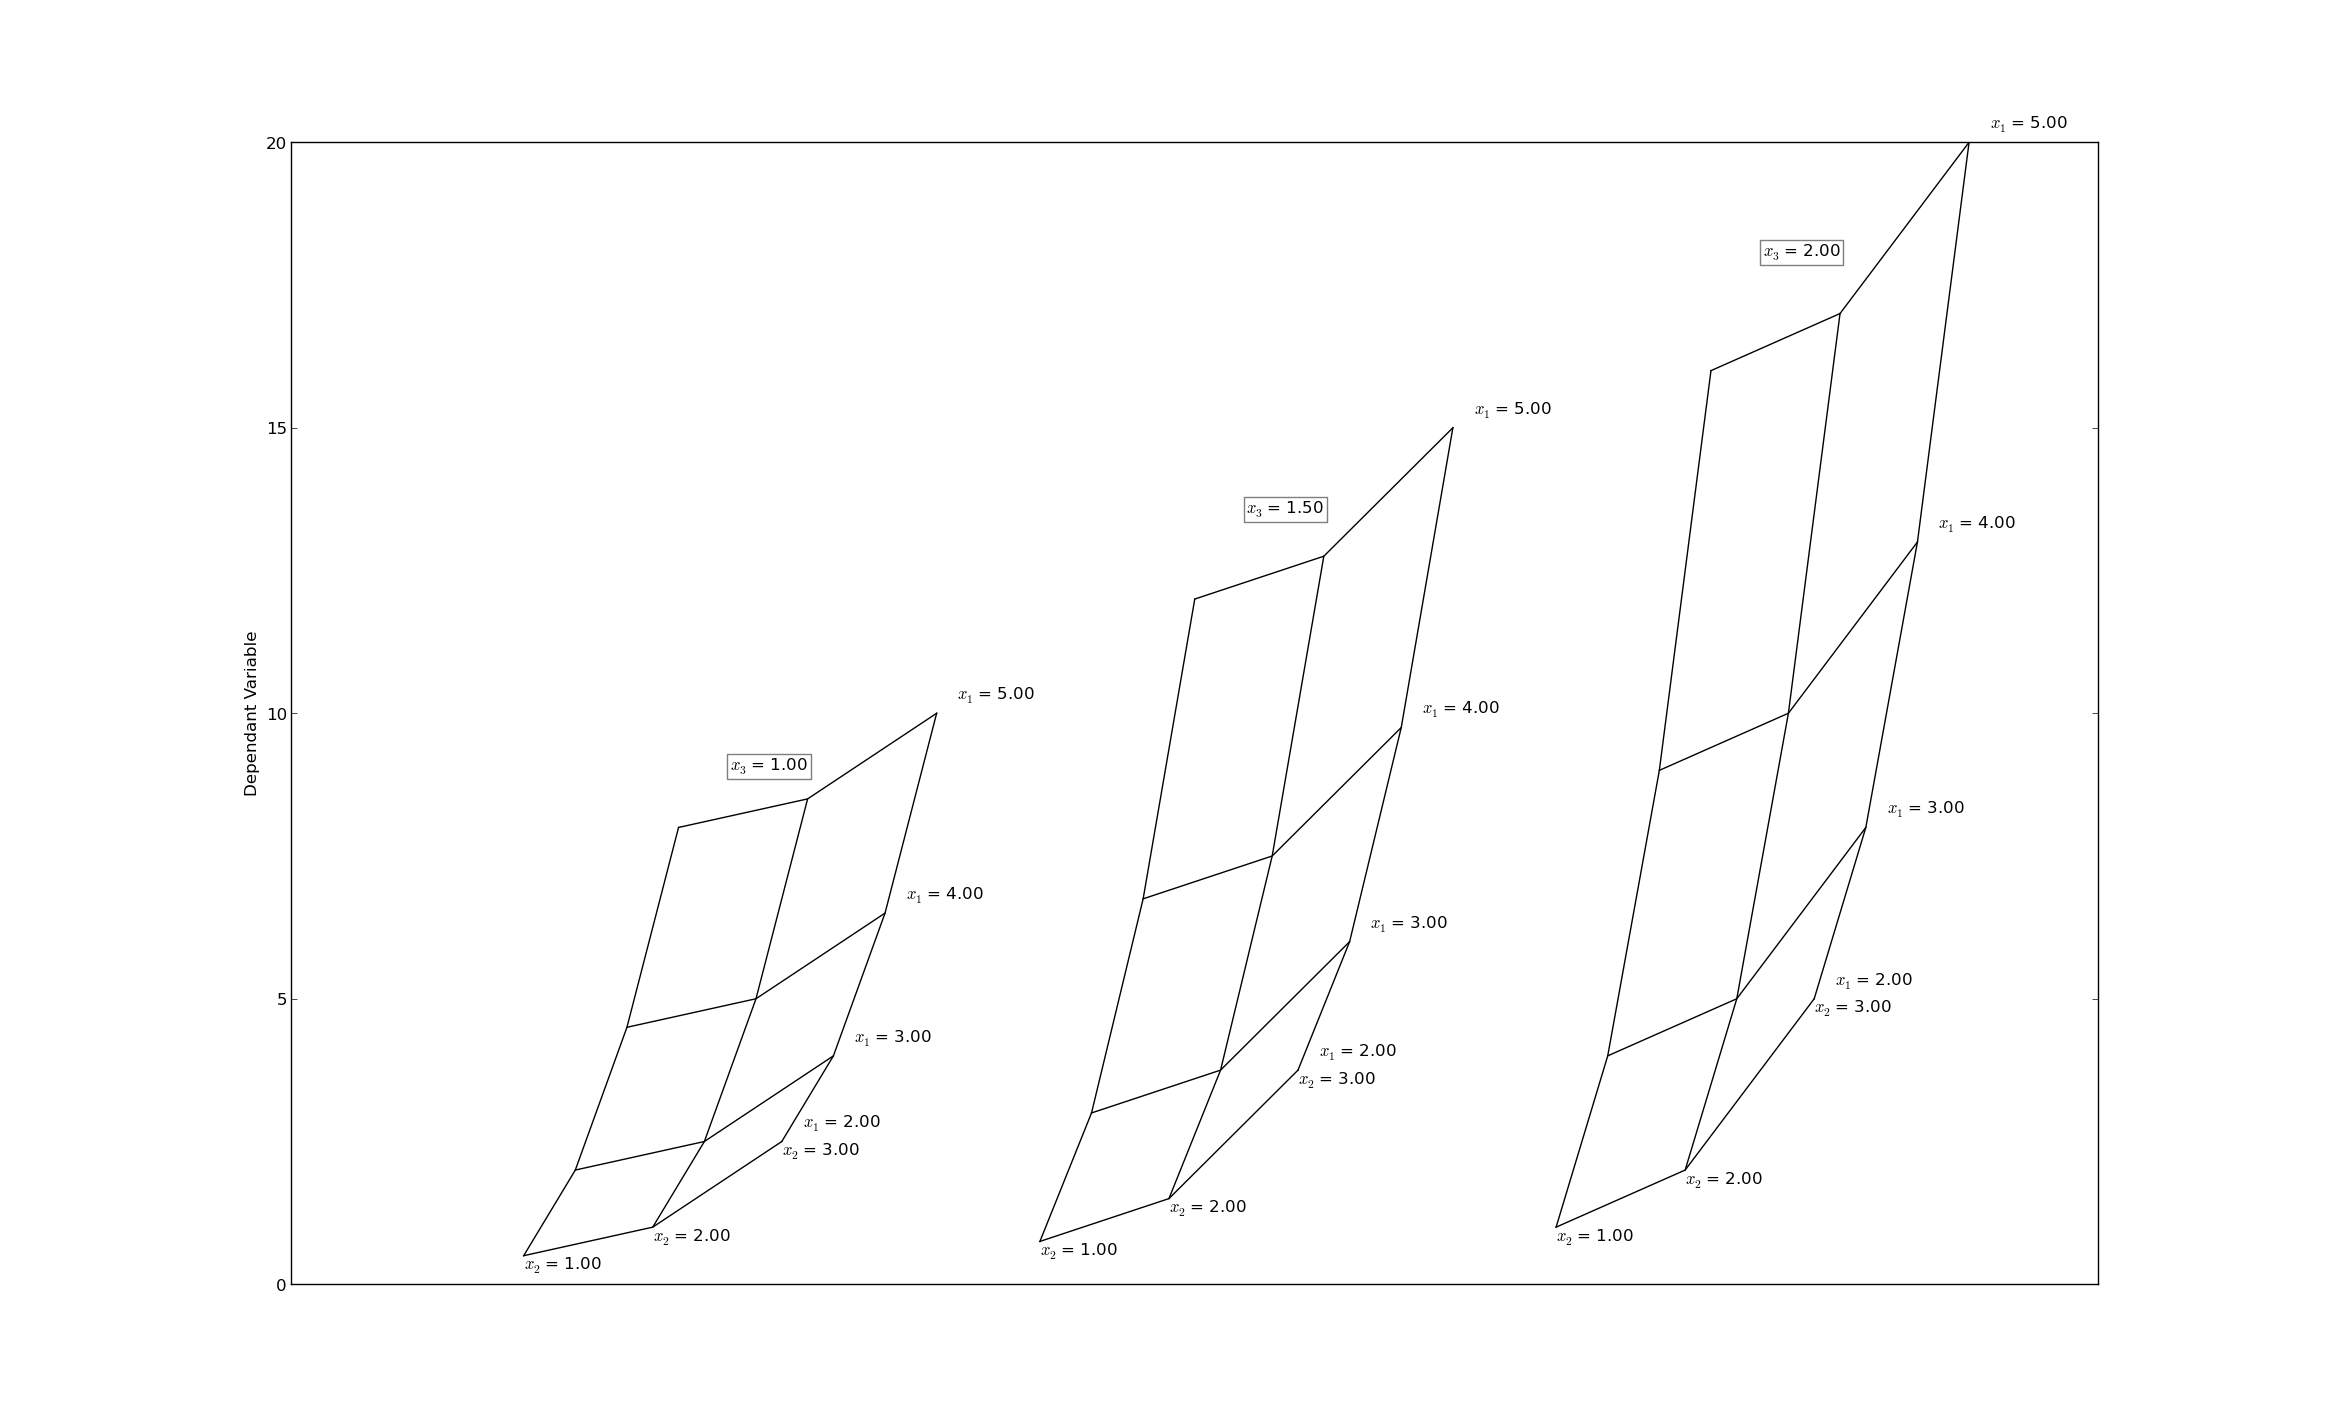 x₁ = 5.00
20
x₃ = 2.00
x₁ = 5.00
15
x₃ = 1.50
x₁ = 4.00
x₁ = 5.00
10
x₁ = 4.00
Dependant Variable
x₃ = 1.00
x₁ = 3.00
x₁ = 4.00
x₁ = 3.00
x₁ = 2.00
5
x₂ = 3.00
x₁ = 3.00
x₁ = 2.00
x₂ = 3.00
x₁ = 2.00
x₂ = 3.00
x₂ = 2.00
x₂ = 2.00
x₂ = 2.00
x₂ = 1.00
x₂ = 1.00
x₂ = 1.00
0